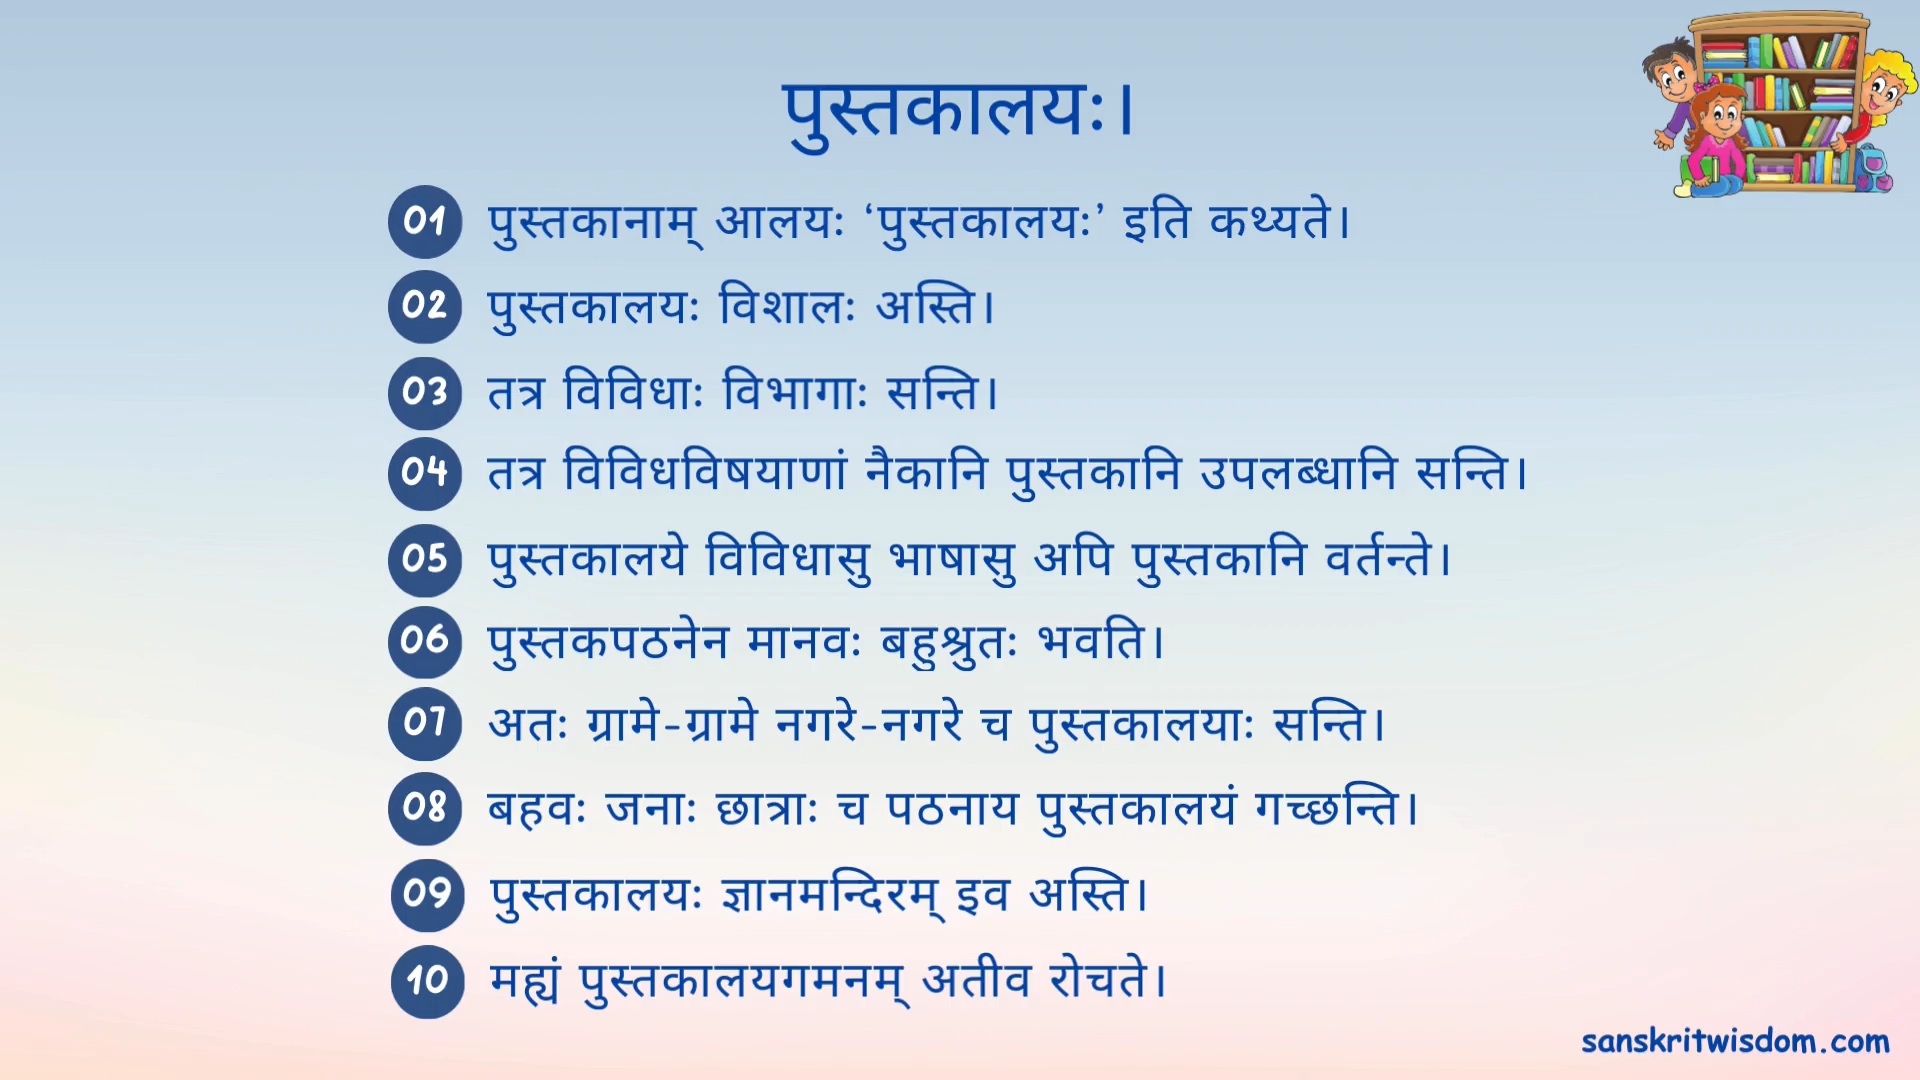 पुस्तकालयः।
01 पुस्तकानाम् आलयः ‘पुस्तकालयः’ इति कथ्यते।
02 पुस्तकालयः विशालः अस्ति।
03 तत्र विविधाः विभागाः सन्ति।
04 तत्र विविधविषयाणां नैकानि पुस्तकानि उपलब्धानि सन्ति।
05 पुस्तकालये विविधासु भाषासु अपि पुस्तकानि वर्तन्ते।
06 पुस्तकपठनेन मानवः बहुश्रुतः भवति।
07 अतः ग्रामे-ग्रामे नगरे-नगरे च पुस्तकालयाः सन्ति।
08 बहवः जनाः छात्राः च पठनाय पुस्तकालयं गच्छन्ति।
09 पुस्तकालयः ज्ञानमन्दिरम् इव अस्ति।
10 मह्यं पुस्तकालयगमनम् अतीव रोचते।
sanskritwisdom.com